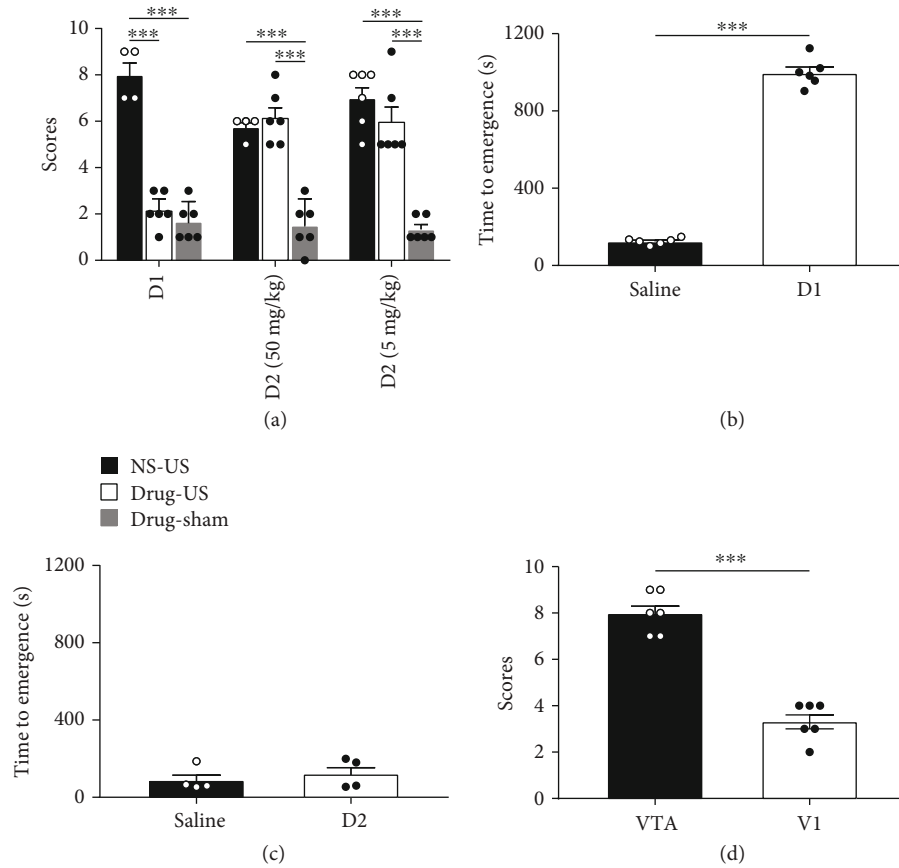 ***
***
***
***
***
***
10
8
6
4
2
0
Scores
D1
D2 (50 mg/kg)
D2 (5 mg/kg)
(a)
***
1200
800
400
0
Time to emergence (s)
Saline
D1
(b)
NS-US
Drug-US
Drug-sham
1200
800
400
0
Time to emergence (s)
Saline
D2
(c)
***
10
8
6
4
2
0
Scores
VTA
V1
(d)